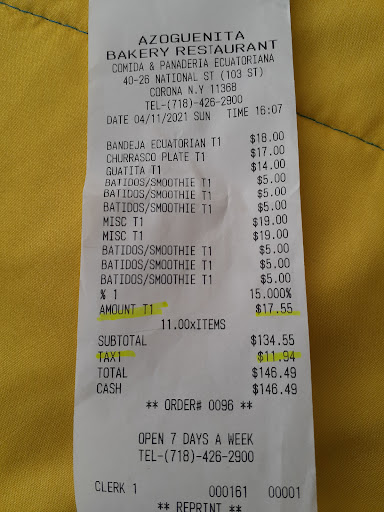 AZOGUENITA
BAKERY RESTAURANT
COMIDA & PANADERIA ECUATORIANA
40-26 NATIONAL ST (103 ST)
CORONA N.Y 11368
TEL-(718)-426-2900
DATE 04/11/2021 SUN TIME 16:07
BANDEJA ECUATORIAN T1 $18.00
CHURRASCO PLATE T1 $17.00
GUATITA T1 $14.00
BATIDOS/SMOOTHIE T1 $5.00
BATIDOS/SMOOTHIE T1 $5.00
BATIDOS/SMOOTHIE T1 $5.00
MISC T1 $19.00
MISC T1 $19.00
BATIDOS/SMOOTHIE T1 $5.00
BATIDOS/SMOOTHIE T1 $5.00
BATIDOS/SMOOTHIE T1 $5.00
% 1 15.000%
AMOUNT T1 $17.55
11.00xITEMS
SUBTOTAL $134.55
TAX1 $11.94
TOTAL $146.49
CASH $146.49
** ORDER# 0096 **
OPEN 7 DAYS A WEEK
TEL-(718)-426-2900
CLERK 1 000161 00001
** REPRINT **